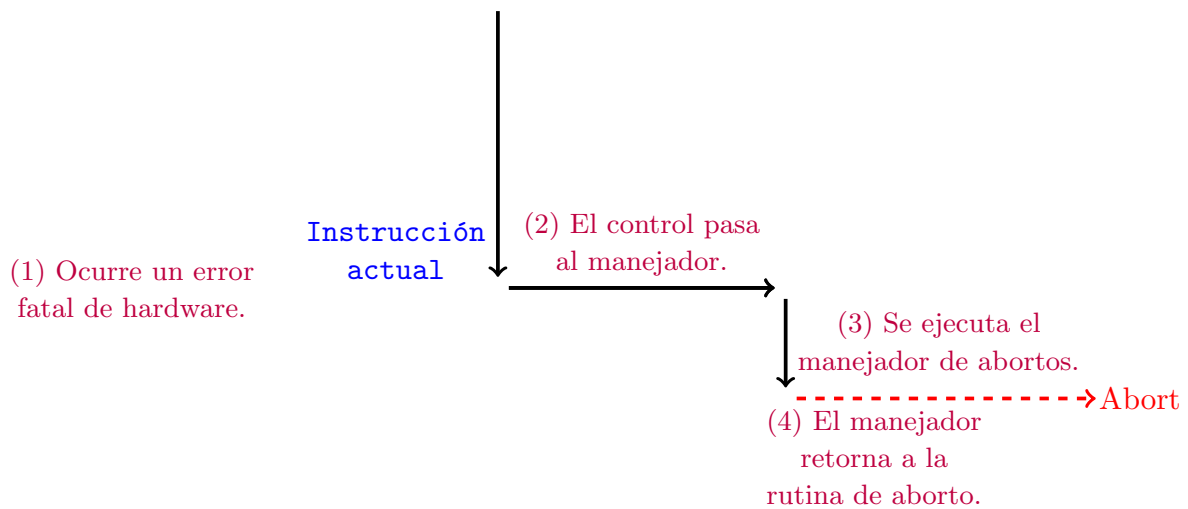 (1) Ocurre un error
fatal de hardware.
Instrucción
actual
(2) El control pasa
al manejador.
(3) Se ejecuta el
manejador de abortos.
Abort
(4) El manejador
retorna a la
rutina de aborto.